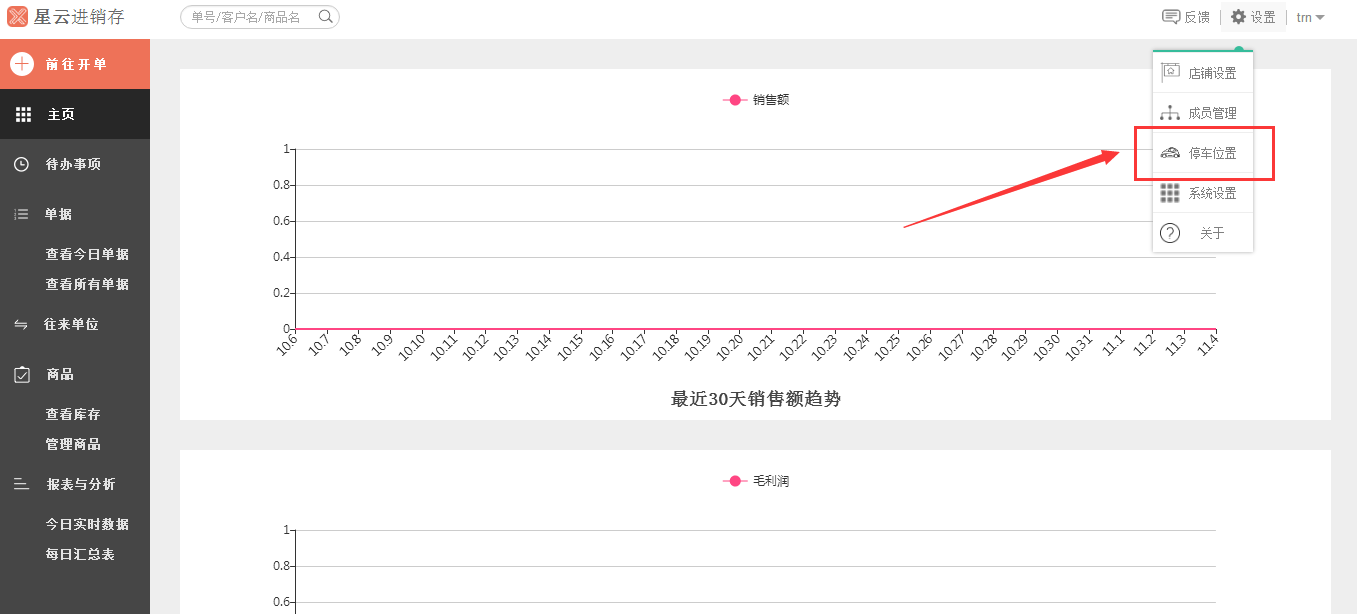 星云进销存
单号/客户名/商品名
反馈
设置
trn
前往开单
主页
待办事项
单据
查看今日单据
查看所有单据
往来单位
商品
查看库存
管理商品
报表与分析
今日实时数据
每日汇总表
店铺设置
成员管理
停车位置
系统设置
? 关于
销售额
1
0.8
0.6
0.4
0.2
0
10.6 10.7 10.8 10.9 10.10 10.11 10.12 10.13 10.14 10.15 10.16 10.17 10.18 10.19 10.20 10.21 10.22 10.23 10.24 10.25 10.26 10.27 10.28 10.29 10.30 10.31 11.1 11.2 11.3 11.4
最近30天销售额趋势
毛利润
1
0.8
0.6